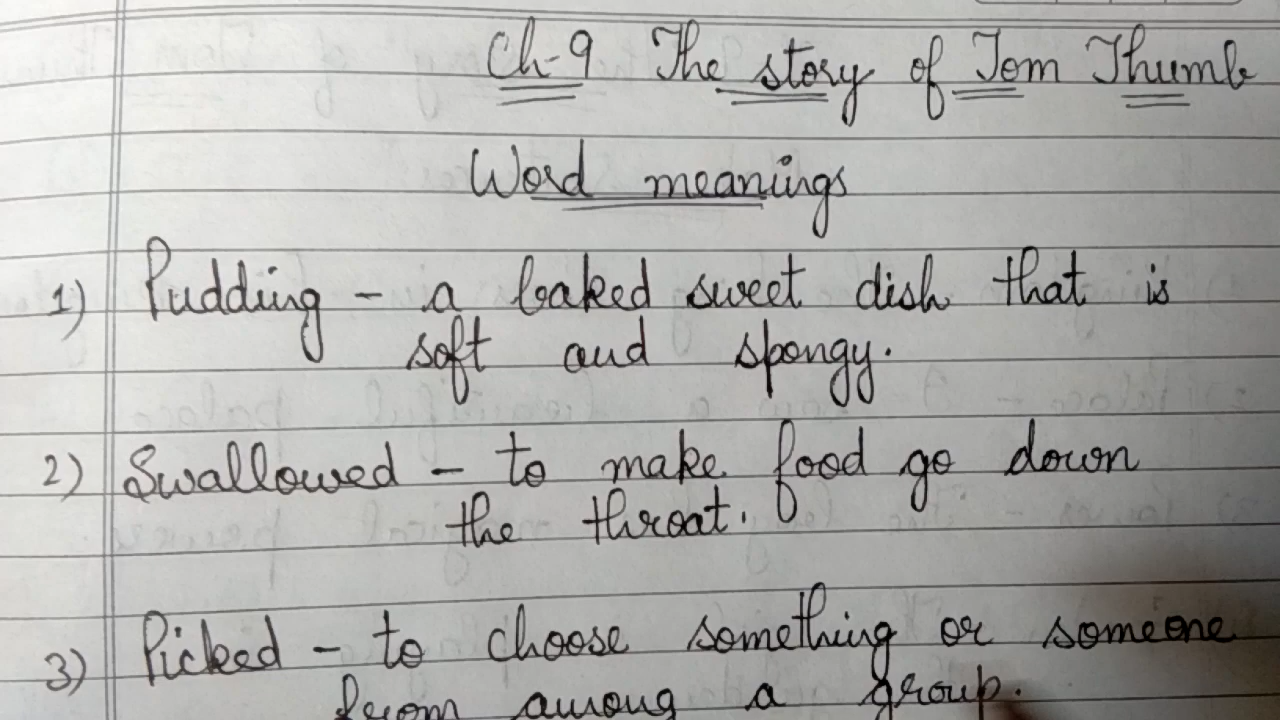 Ch-9 The story of Tom Thumb
Word meanings
1) Pudding - a baked sweet dish that is
soft and spongy.
2) Swallowed - to make food go down
the throat.
3) Picked - to choose something or someone
from among a group.